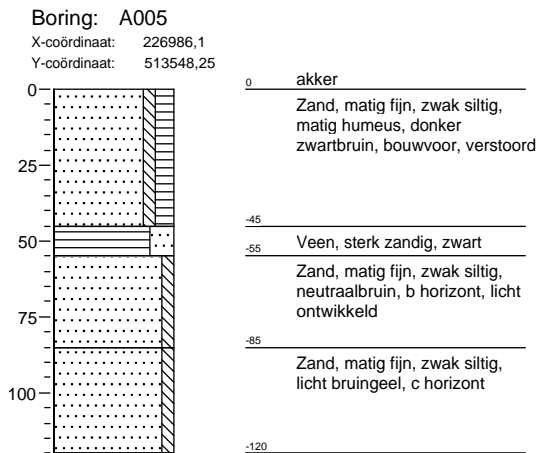 Boring: A005
X-coördinaat: 226986,1
Y-coördinaat: 513548,25
0
25
50
75
100
0 akker
Zand, matig fijn, zwak siltig,
matig humeus, donker
zwartbruin, bouwvoor, verstoord
-45
Veen, sterk zandig, zwart
-55
Zand, matig fijn, zwak siltig,
neutraalbruin, b horizont, licht
ontwikkeld
-85
Zand, matig fijn, zwak siltig,
licht bruingeel, c horizont
-120